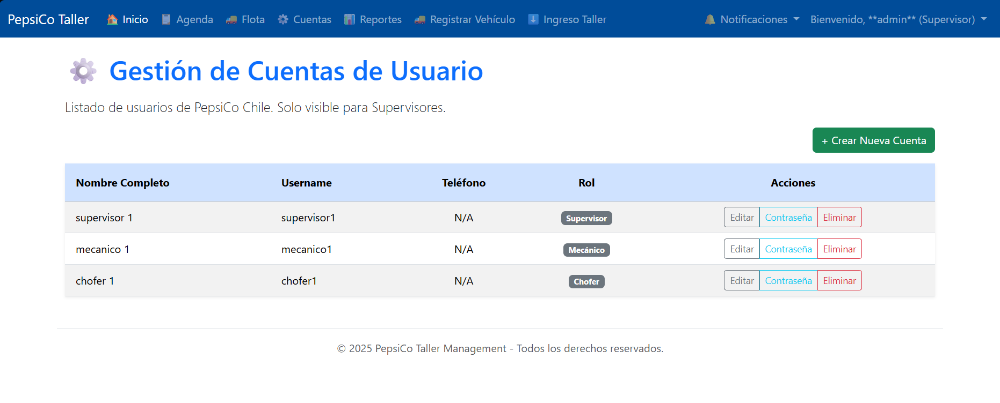 PepsiCo Taller Inicio Agenda Flota Cuentas Reportes Registrar Vehículo Ingreso Taller Notificaciones Bienvenido, **admin** (Supervisor)
Gestión de Cuentas de Usuario
Listado de usuarios de PepsiCo Chile. Solo visible para Supervisores.
+ Crear Nueva Cuenta
Nombre Completo Username Teléfono Rol Acciones
supervisor 1 supervisor1 N/A Supervisor Editar Contraseña Eliminar
mecanico 1 mecanico1 N/A Mecánico Editar Contraseña Eliminar
chofer 1 chofer1 N/A Chofer Editar Contraseña Eliminar
© 2025 PepsiCo Taller Management - Todos los derechos reservados.